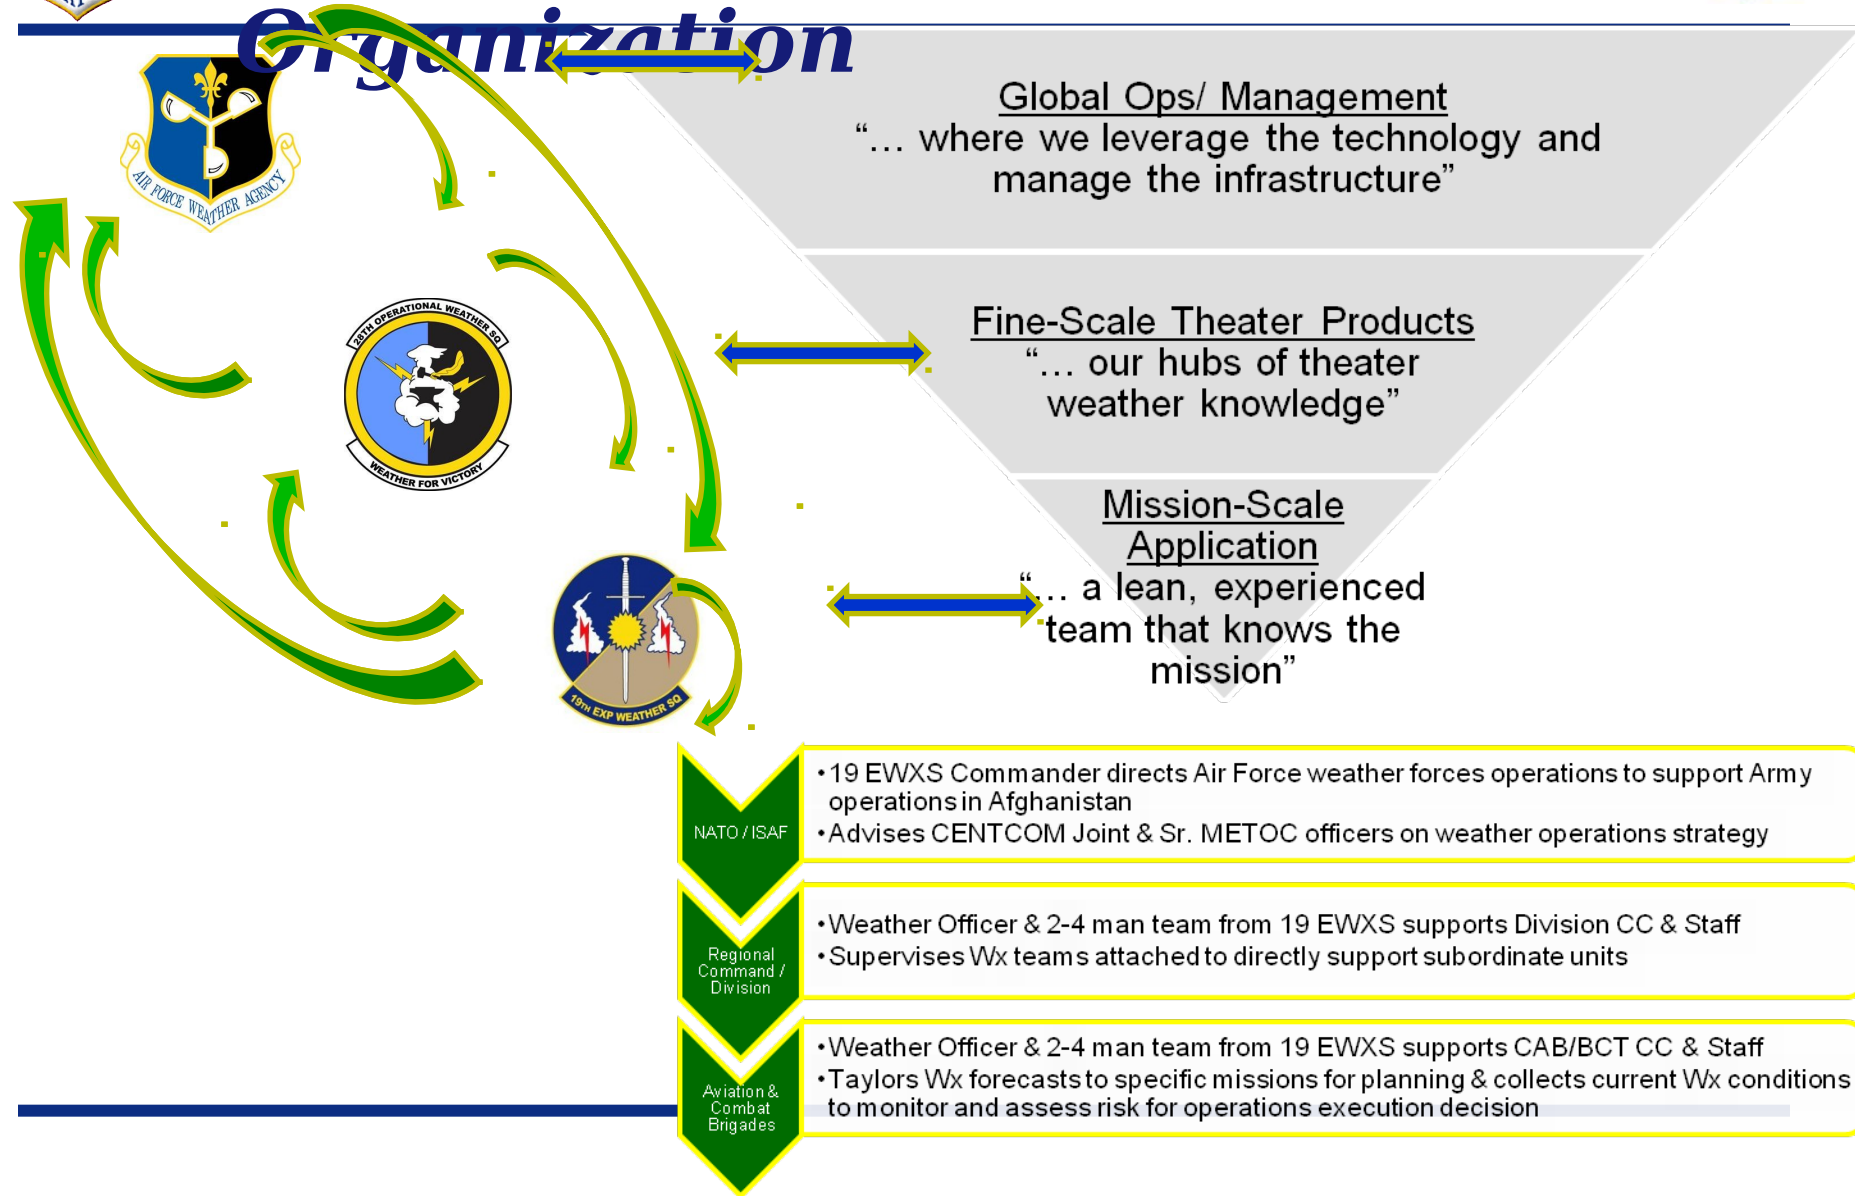 Organization
AIR FORCE WEATHER AGENCY
Global Ops/ Management
“… where we leverage the technology and
manage the infrastructure”
28TH OPERATIONAL WEATHER SQ
WEATHER FOR VICTORY
Fine-Scale Theater Products
“… our hubs of theater
weather knowledge”
19TH EXP WEATHER SQ
Mission-Scale
Application
“… a lean, experienced
team that knows the
mission”
NATO / ISAF
•19 EWXS Commander directs Air Force weather forces operations to support Army
operations in Afghanistan
•Advises CENTCOM Joint & Sr. METOC officers on weather operations strategy
Regional
Command /
Division
•Weather Officer & 2-4 man team from 19 EWXS supports Division CC & Staff
•Supervises Wx teams attached to directly support subordinate units
Aviation &
Combat
Brigades
•Weather Officer & 2-4 man team from 19 EWXS supports CAB/BCT CC & Staff
•Taylors Wx forecasts to specific missions for planning & collects current Wx conditions
to monitor and assess risk for operations execution decision